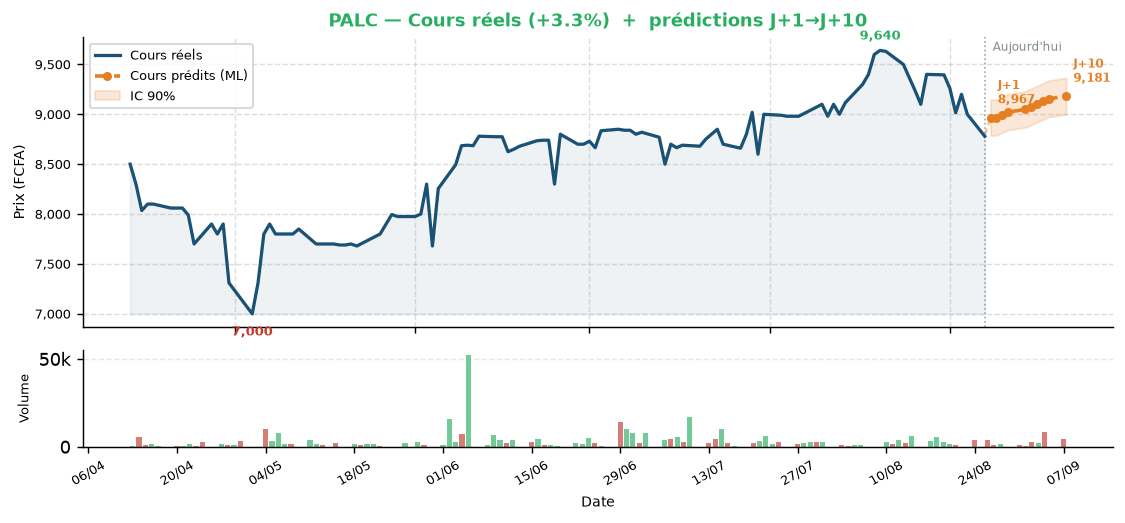 PALC — Cours réels (+3.3%)  +  prédictions J+1→J+10
9,640
Aujourd'hui
Cours réels
Cours prédits (ML)
IC 90%
J+10
9,181
J+1
8,967
Prix (FCFA)
9,500
9,000
8,500
8,000
7,500
7,000
7,000
Volume
50k
0
06/04
20/04
04/05
18/05
01/06
15/06
29/06
13/07
27/07
10/08
24/08
07/09
Date